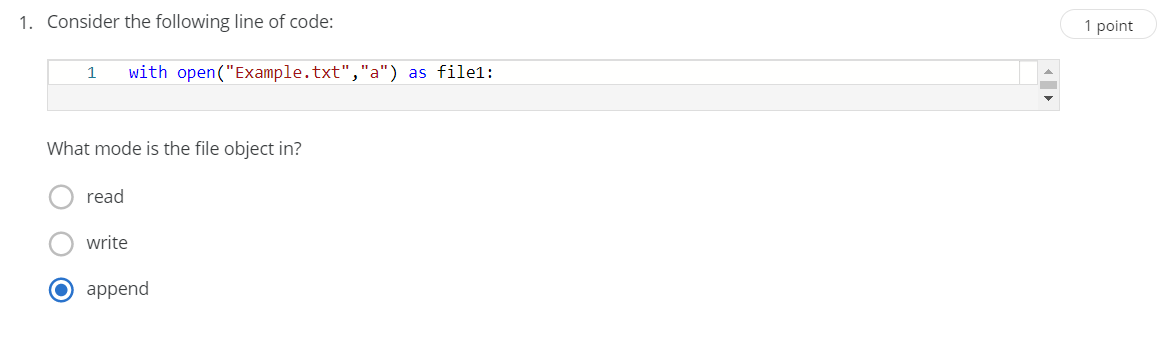 1. Consider the following line of code:
1 point
1 with open("Example.txt","a") as file1:
What mode is the file object in?
read
write
append